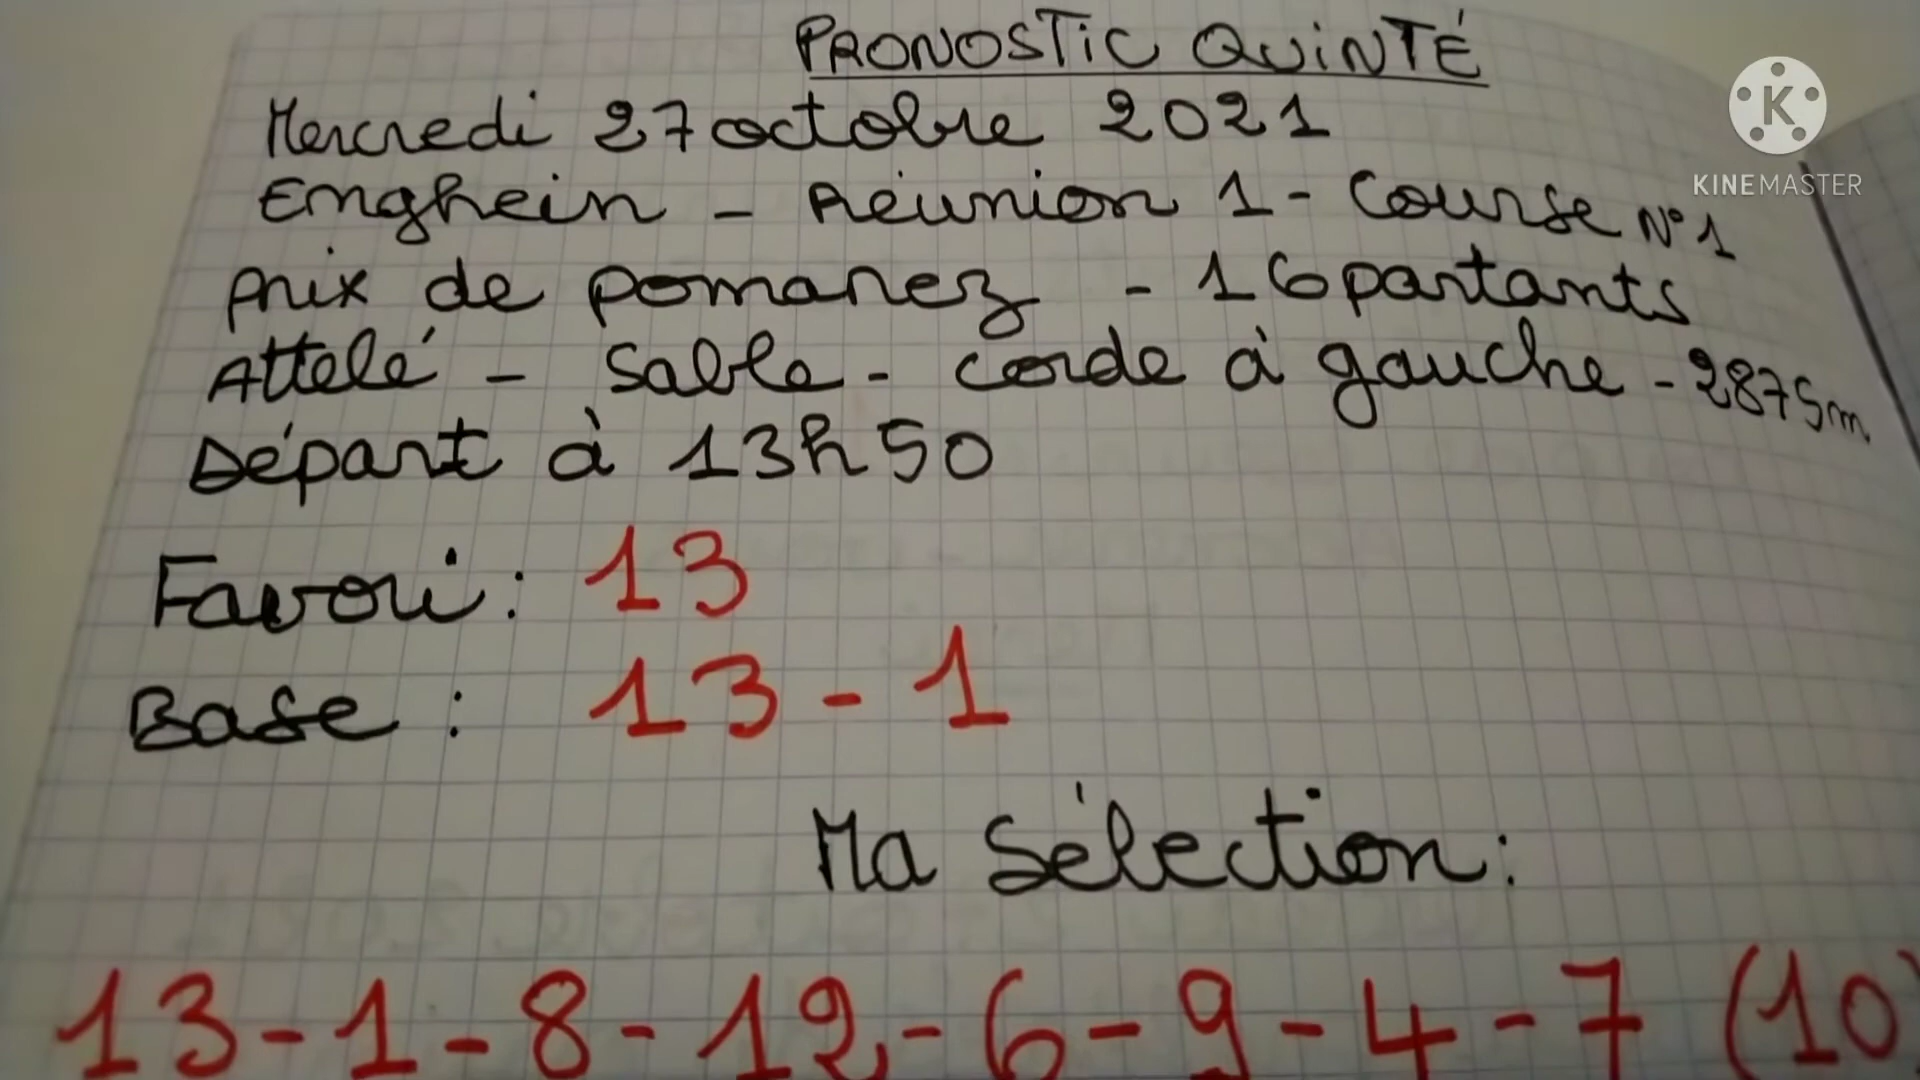 PRONOSTIC QUINTÉ
Mercredi 27 octobre 2021
Enghein - Réunion 1 - Course N° 1
Prix de pomarez - 16 partants
Attelé - Sable - corde à gauche - 2875m
Départ à 13h50
Favori : 13
Base : 13 - 1
Ma Sélection :
13 - 1 - 8 - 12 - 6 - 9 - 4 - 7 (10)
K
KINEMASTER